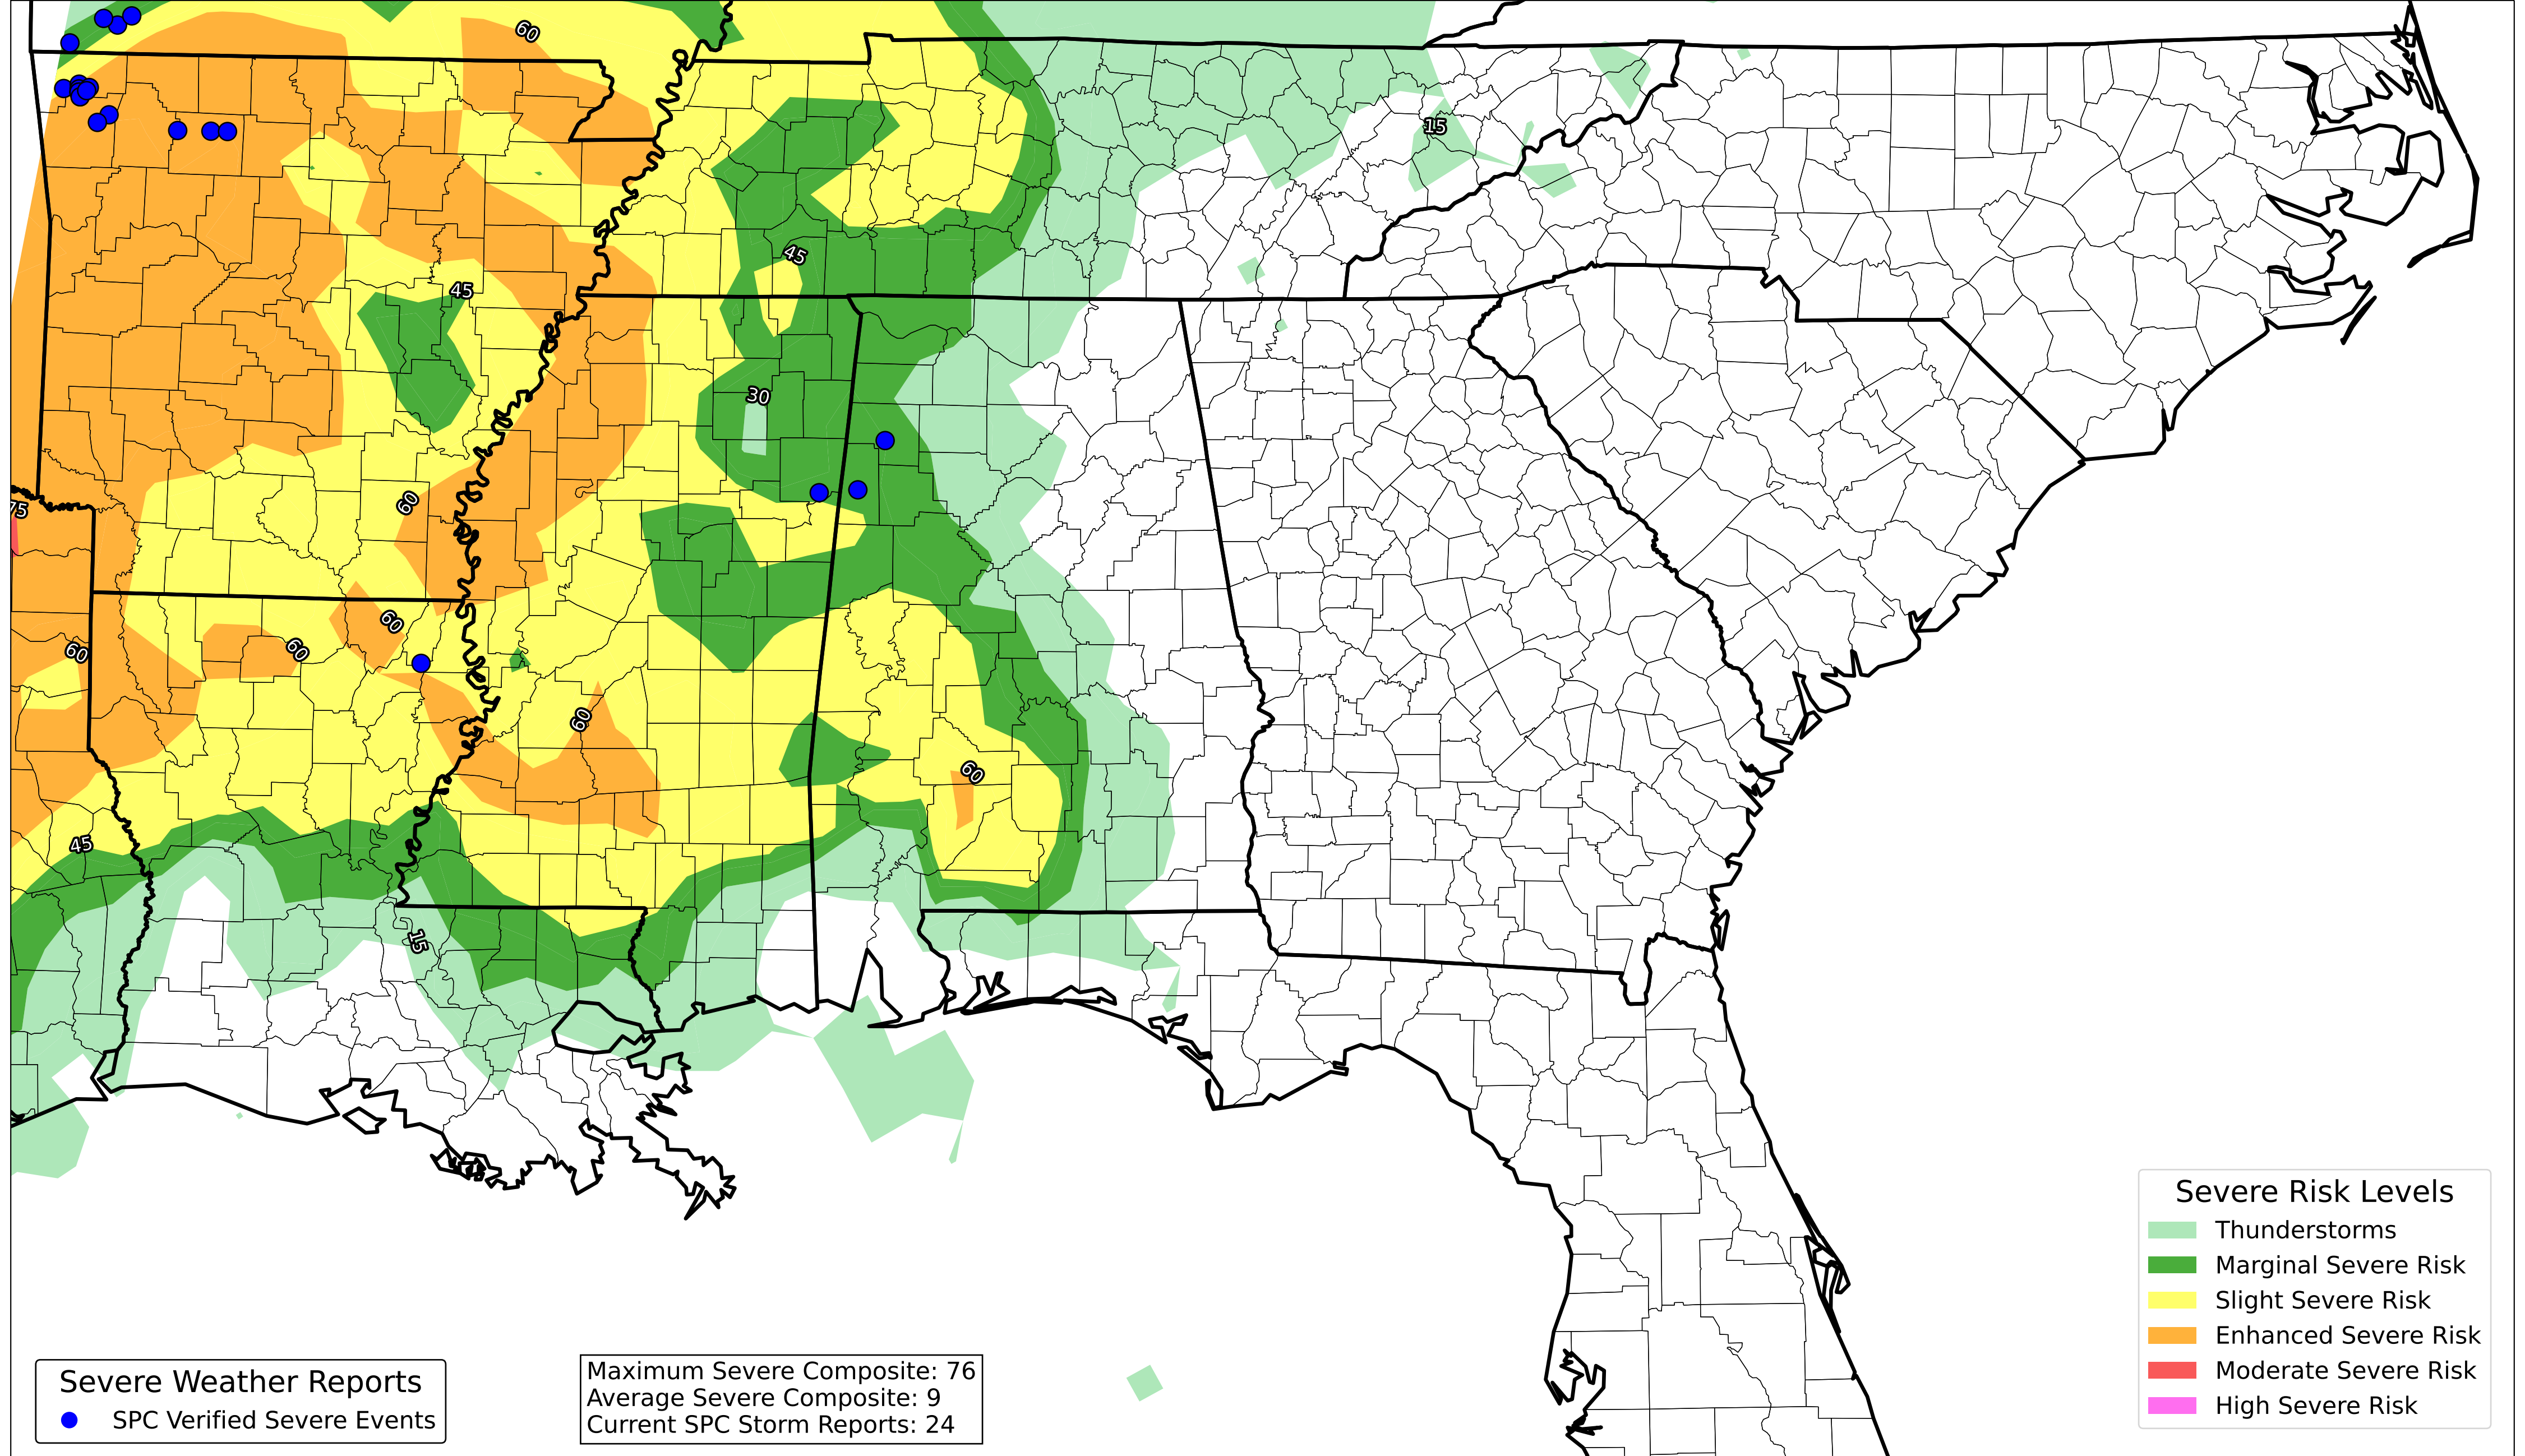 60
15
45
45
30
60
75
60
60
60
60
60
45
15
Severe Risk Levels
Thunderstorms
Marginal Severe Risk
Slight Severe Risk
Enhanced Severe Risk
Moderate Severe Risk
High Severe Risk
Severe Weather Reports
SPC Verified Severe Events
Maximum Severe Composite: 76
Average Severe Composite: 9
Current SPC Storm Reports: 24